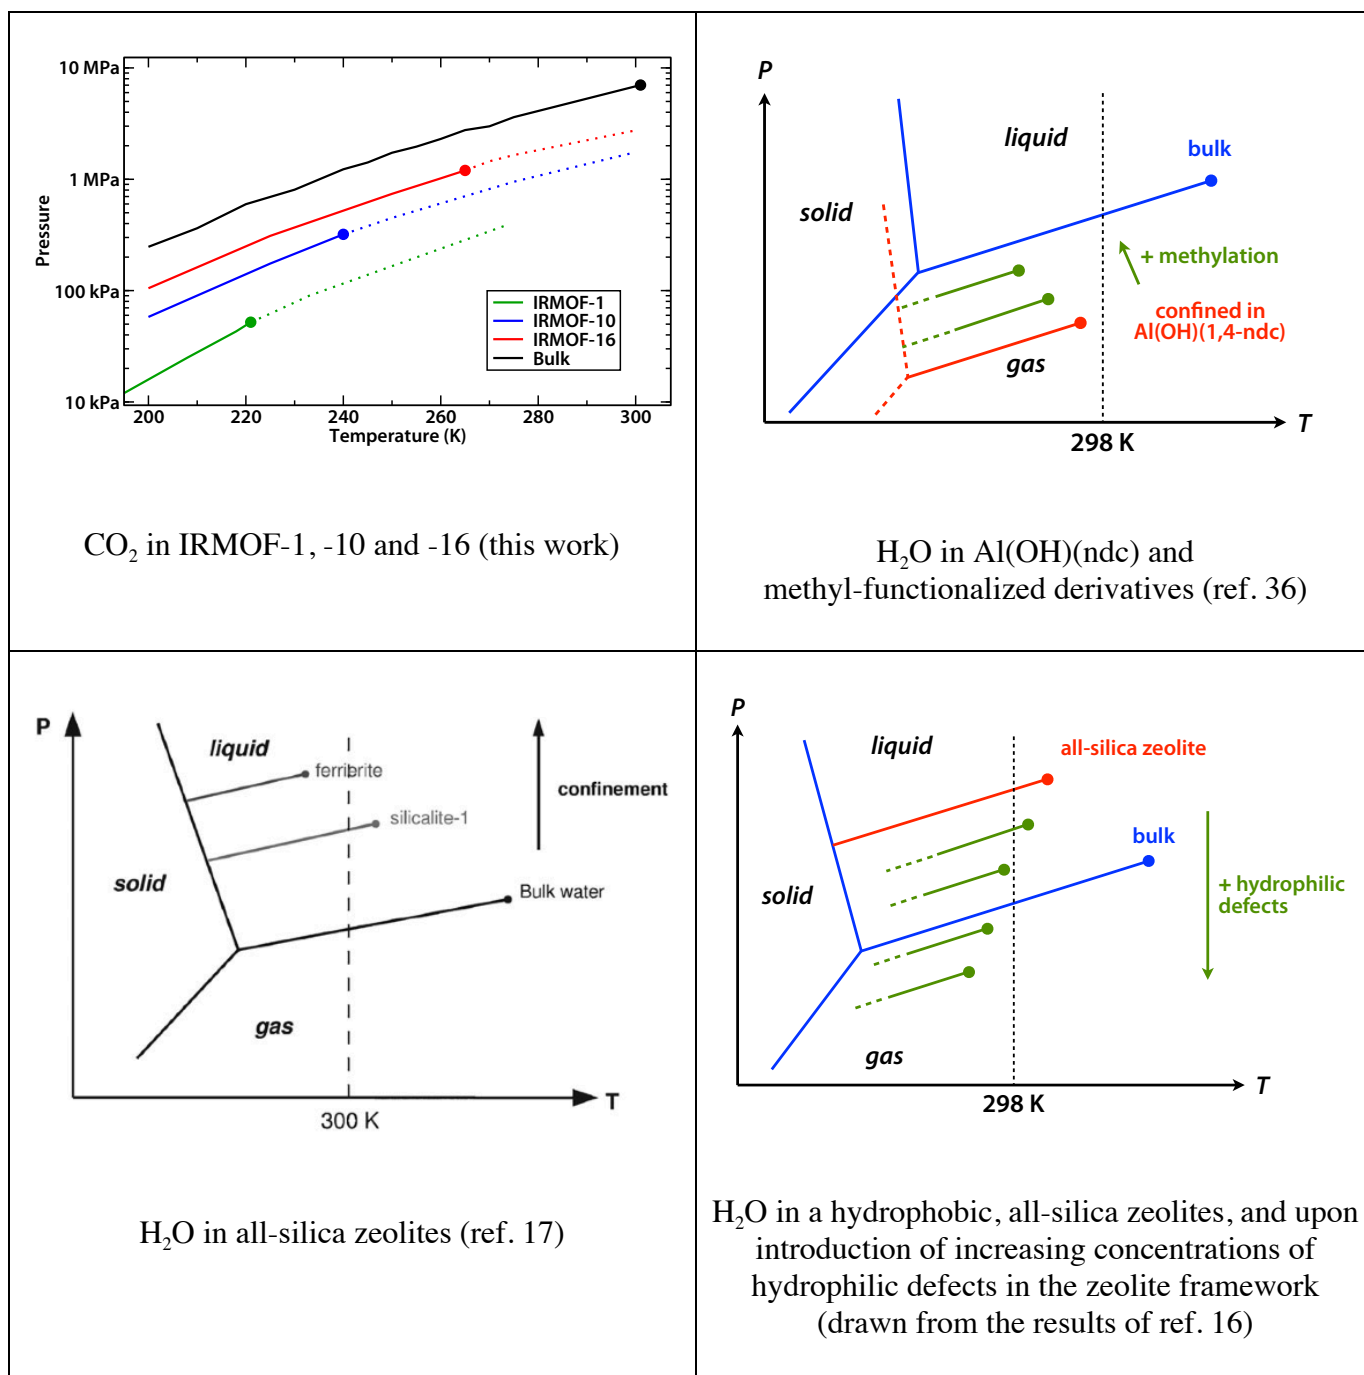 10 MPa
1 MPa
100 kPa
10 kPa
Pressure
200
220
240
260
280
300
Temperature (K)
IRMOF-1
IRMOF-10
IRMOF-16
Bulk
CO2 in IRMOF-1, -10 and -16 (this work)
P
liquid
bulk
solid
+ methylation
confined in
Al(OH)(1,4-ndc)
gas
T
298 K
H2O in Al(OH)(ndc) and
methyl-functionalized derivatives (ref. 36)
P
liquid
ferrierite
confinement
silicalite-1
solid
Bulk water
gas
T
300 K
H2O in all-silica zeolites (ref. 17)
P
liquid
all-silica zeolite
bulk
solid
+ hydrophilic
defects
gas
T
298 K
H2O in a hydrophobic, all-silica zeolites, and upon
introduction of increasing concentrations of
hydrophilic defects in the zeolite framework
(drawn from the results of ref. 16)